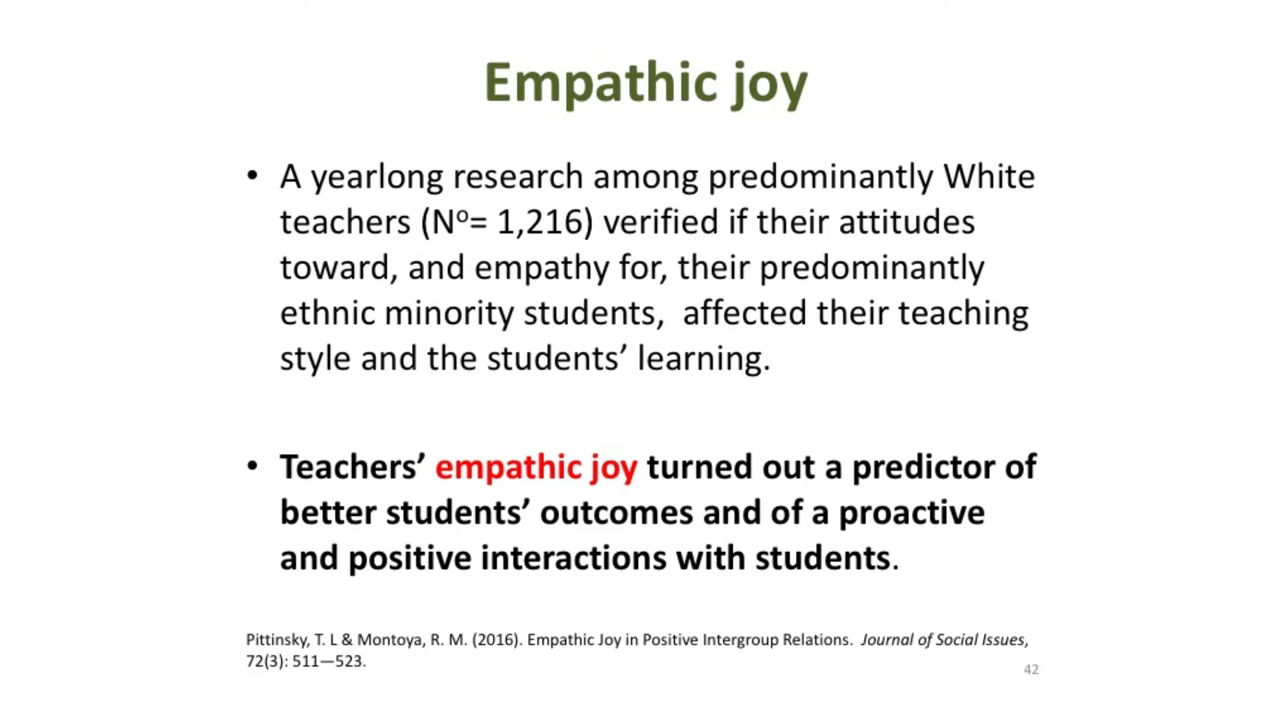 Empathic joy
• A yearlong research among predominantly White
teachers (Nº= 1,216) verified if their attitudes
toward, and empathy for, their predominantly
ethnic minority students,  affected their teaching
style and the students’ learning.
• Teachers’ empathic joy turned out a predictor of
better students’ outcomes and of a proactive
and positive interactions with students.
Pittinsky, T. L & Montoya, R. M. (2016). Empathic Joy in Positive Intergroup Relations.  Journal of Social Issues,
72(3): 511—523.
42